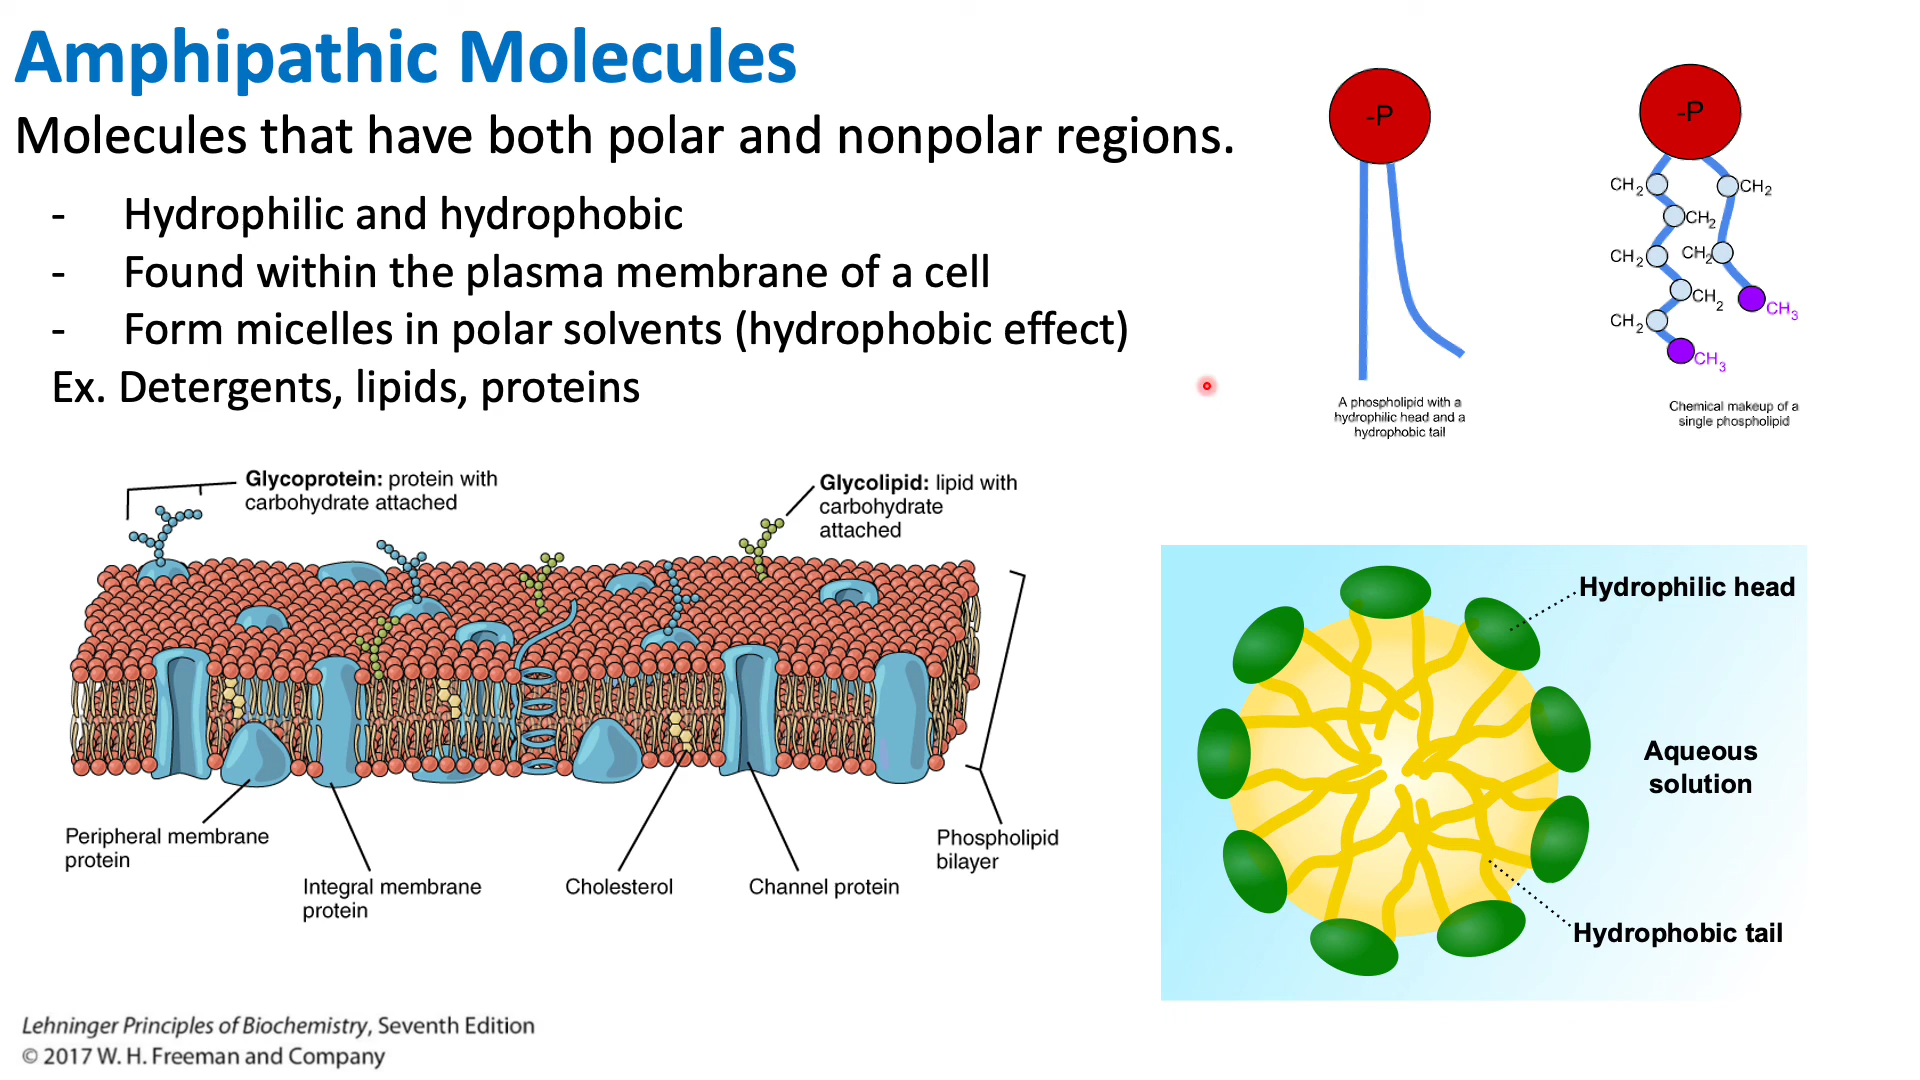 Amphipathic Molecules
Molecules that have both polar and nonpolar regions.
- Hydrophilic and hydrophobic
- Found within the plasma membrane of a cell
- Form micelles in polar solvents (hydrophobic effect)
Ex. Detergents, lipids, proteins
-P
A phospholipid with a
hydrophilic head and a
hydrophobic tail
-P
CH2
CH2
CH2
CH2
CH2
CH2
CH2
CH3
CH2
CH3
Chemical makeup of a
single phospholipid
Glycoprotein: protein with
carbohydrate attached
Glycolipid: lipid with
carbohydrate
attached
Peripheral membrane
protein
Integral membrane
protein
Cholesterol
Channel protein
Phospholipid
bilayer
Hydrophilic head
Aqueous
solution
Hydrophobic tail
Lehninger Principles of Biochemistry, Seventh Edition
© 2017 W. H. Freeman and Company